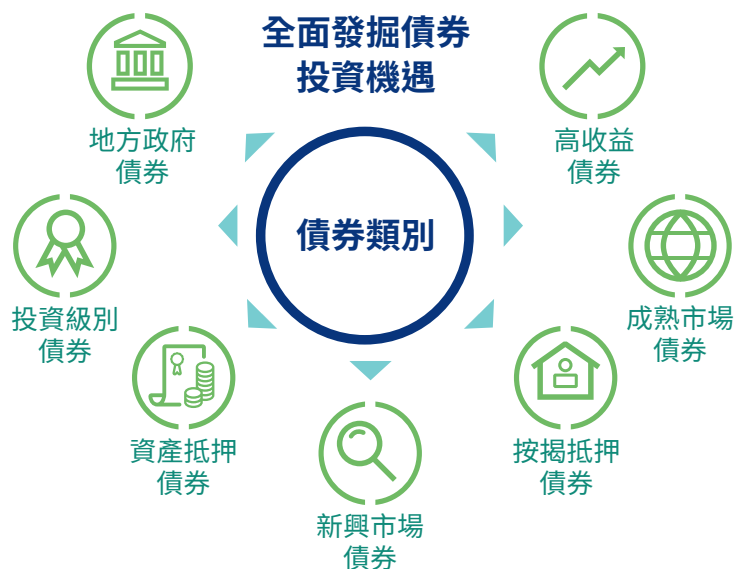 全面發掘債券
投資機遇
債券類別
地方政府
債券
高收益
債券
投資級別
債券
成熟市場
債券
資產抵押
債券
按揭抵押
債券
新興市場
債券